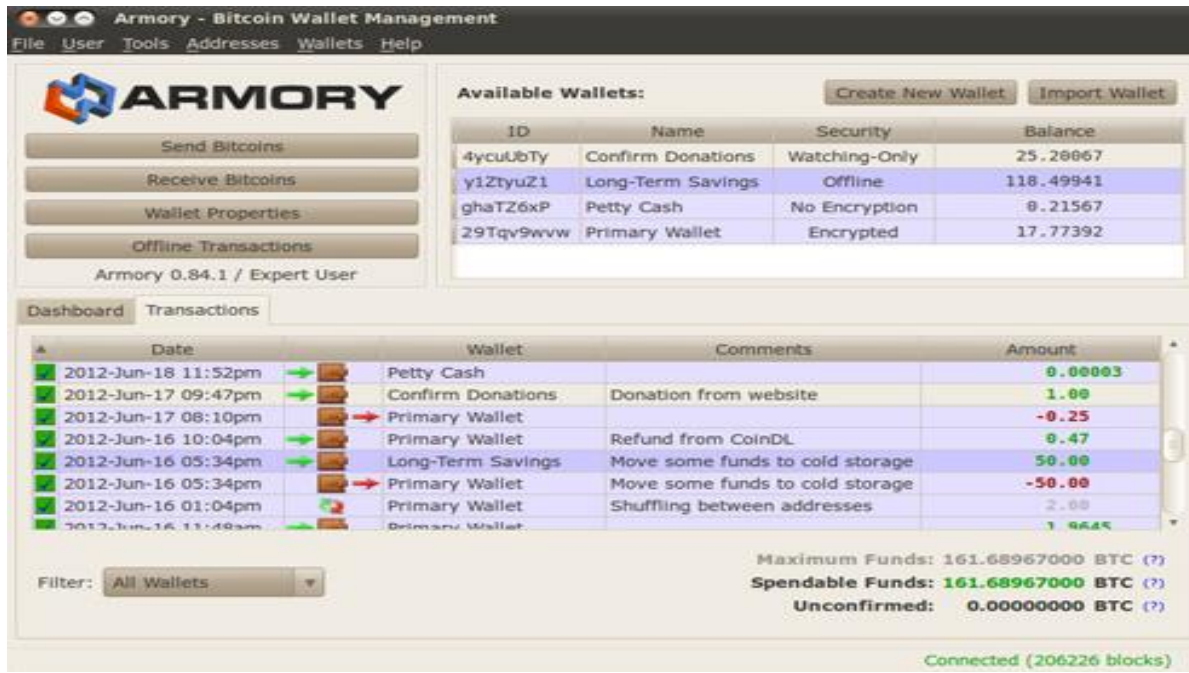 Armory - Bitcoin Wallet Management
File User Tools Addresses Wallets Help
ARMORY
Send Bitcoins
Receive Bitcoins
Wallet Properties
Offline Transactions
Armory 0.84.1 / Expert User
Available Wallets: Create New Wallet Import Wallet
ID Name Security Balance
4ycuUbTy Confirm Donations Watching-Only 25.20067
y1ZtyuZ1 Long-Term Savings Offline 118.49941
ghaTZ6xP Petty Cash No Encryption 0.21567
29Tqv9wvw Primary Wallet Encrypted 17.77392
Dashboard Transactions
Date Wallet Comments Amount
2012-Jun-18 11:52pm Petty Cash 0.00003
2012-Jun-17 09:47pm Confirm Donations Donation from website 1.00
2012-Jun-17 08:10pm Primary Wallet -0.25
2012-Jun-16 10:04pm Primary Wallet Refund from CoinDL 0.47
2012-Jun-16 05:34pm Long-Term Savings Move some funds to cold storage 50.00
2012-Jun-16 05:34pm Primary Wallet Move some funds to cold storage -50.00
2012-Jun-16 01:04pm Primary Wallet Shuffling between addresses 2.00
2012-Jun-16 11:48am Primary Wallet 1.9645
Filter: All Wallets
Maximum Funds: 161.68967000 BTC (?)
Spendable Funds: 161.68967000 BTC (?)
Unconfirmed: 0.00000000 BTC (?)
Connected (206226 blocks)